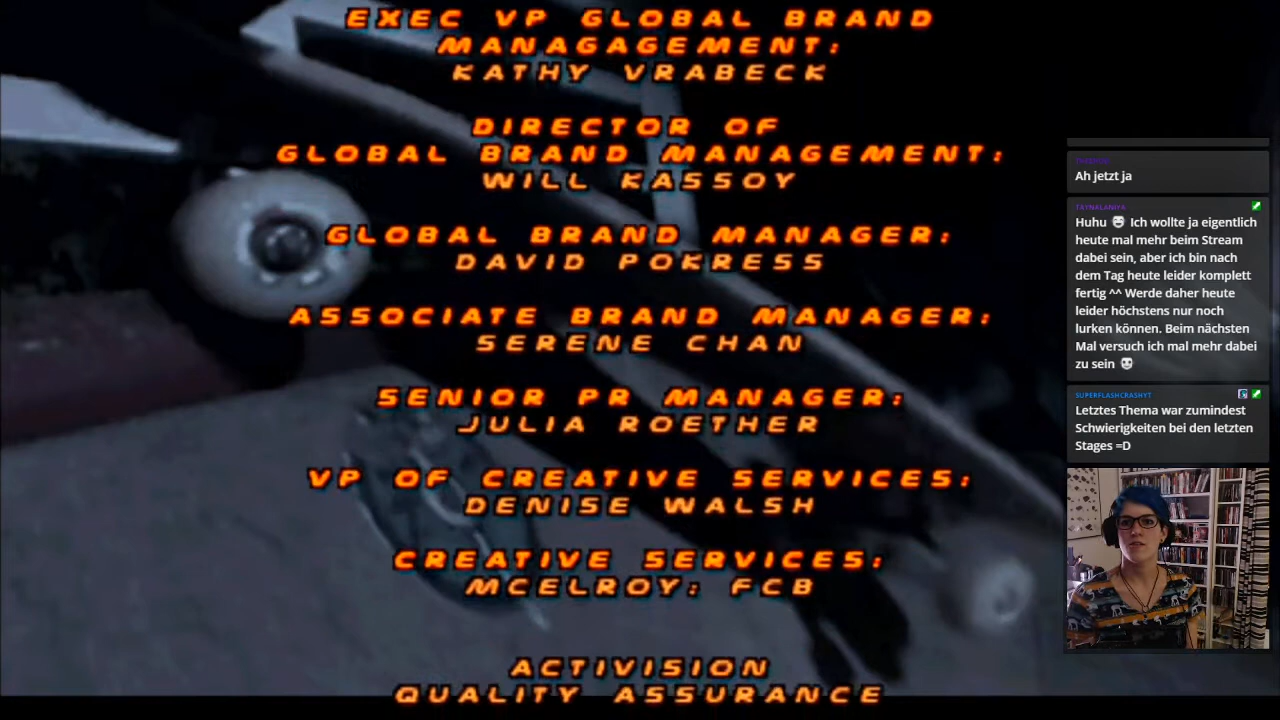 EXEC VP GLOBAL BRAND
MANAGAGEMENT:
KATHY VRABECK
DIRECTOR OF
GLOBAL BRAND MANAGEMENT:
WILL KASSOY
GLOBAL BRAND MANAGER:
DAVID POKRESS
ASSOCIATE BRAND MANAGER:
SERENE CHAN
SENIOR PR MANAGER:
JULIA ROETHER
VP OF CREATIVE SERVICES:
DENISE WALSH
CREATIVE SERVICES:
MCELROY: FCB
ACTIVISION
QUALITY ASSURANCE
Ah jetzt ja
TAYNALANIYA
Huhu Ich wollte ja eigentlich
heute mal mehr beim Stream
dabei sein, aber ich bin nach
dem Tag heute leider komplett
fertig ^^ Werde daher heute
leider höchstens nur noch
lurken können. Beim nächsten
Mal versuch ich mal mehr dabei
zu sein
SUPERFLASHCRASHYT
Letztes Thema war zumindest
Schwierigkeiten bei den letzten
Stages =D